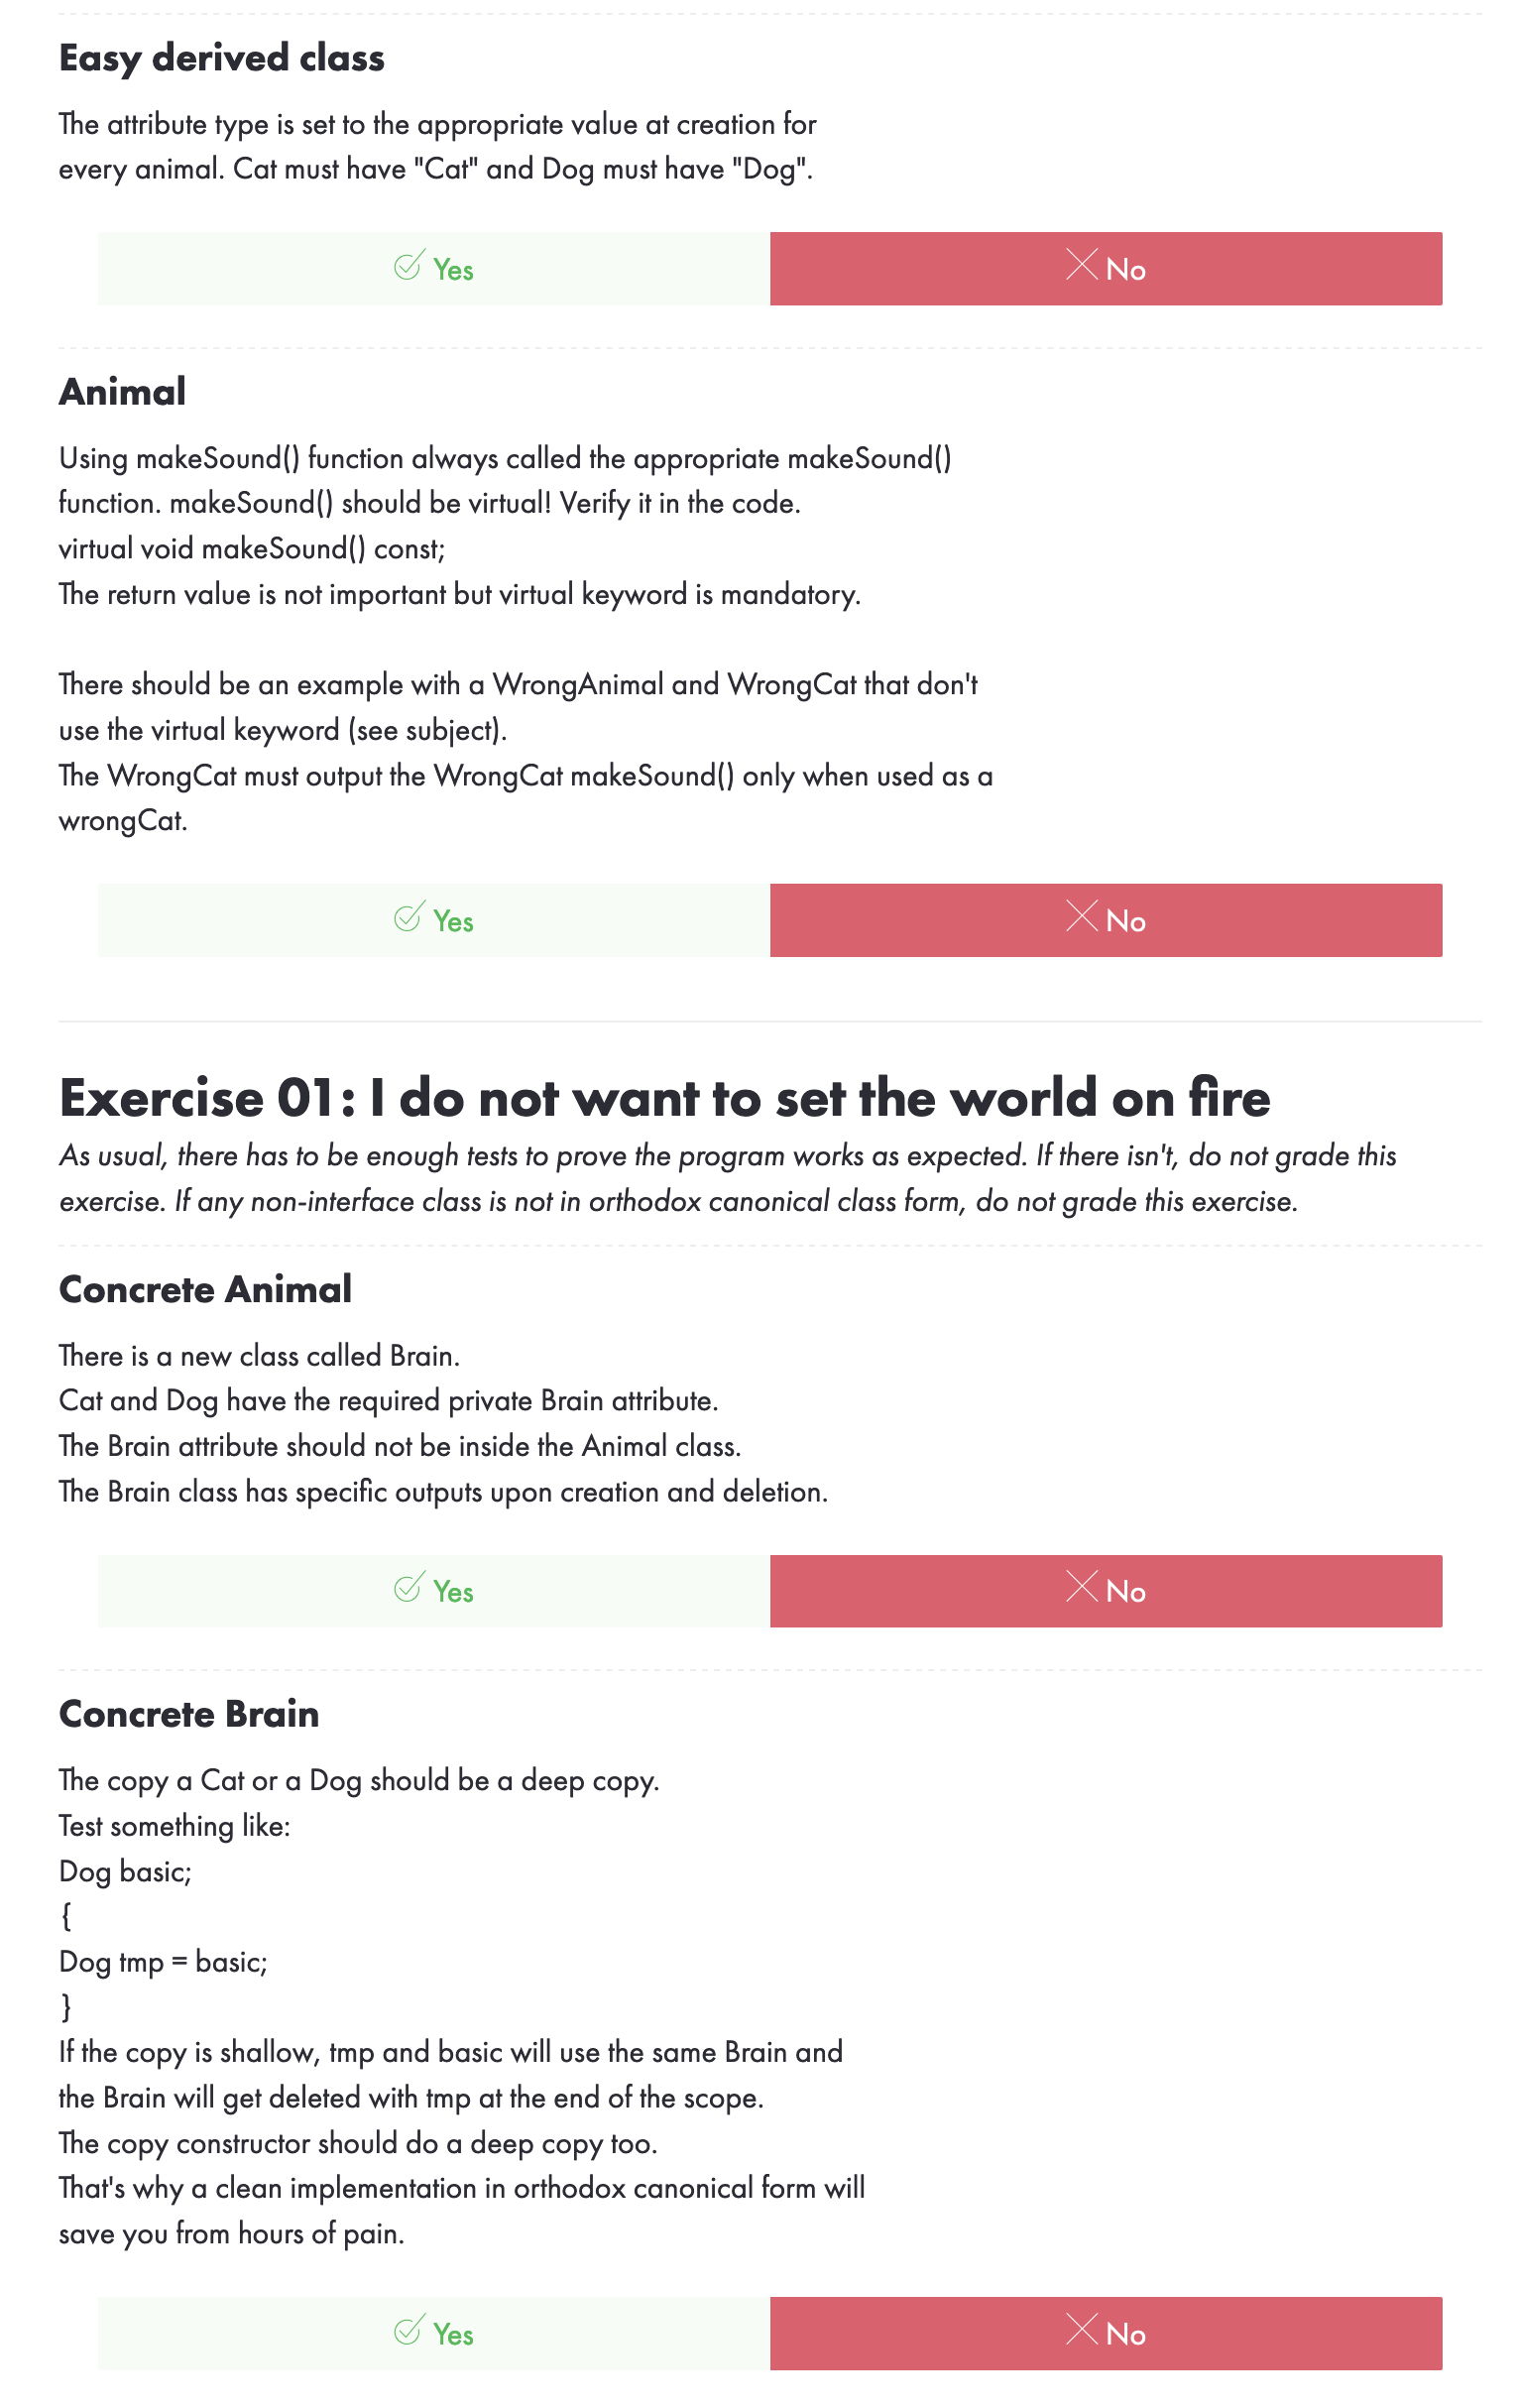 Easy derived class
The attribute type is set to the appropriate value at creation for
every animal. Cat must have "Cat" and Dog must have "Dog".
Yes
No
Animal
Using makeSound() function always called the appropriate makeSound()
function. makeSound() should be virtual! Verify it in the code.
virtual void makeSound() const;
The return value is not important but virtual keyword is mandatory.
There should be an example with a WrongAnimal and WrongCat that don't
use the virtual keyword (see subject).
The WrongCat must output the WrongCat makeSound() only when used as a
wrongCat.
Yes
No
Exercise 01: I do not want to set the world on fire
As usual, there has to be enough tests to prove the program works as expected. If there isn't, do not grade this
exercise. If any non-interface class is not in orthodox canonical class form, do not grade this exercise.
Concrete Animal
There is a new class called Brain.
Cat and Dog have the required private Brain attribute.
The Brain attribute should not be inside the Animal class.
The Brain class has specific outputs upon creation and deletion.
Yes
No
Concrete Brain
The copy a Cat or a Dog should be a deep copy.
Test something like:
Dog basic;
{
Dog tmp = basic;
}
If the copy is shallow, tmp and basic will use the same Brain and
the Brain will get deleted with tmp at the end of the scope.
The copy constructor should do a deep copy too.
That's why a clean implementation in orthodox canonical form will
save you from hours of pain.
Yes
No